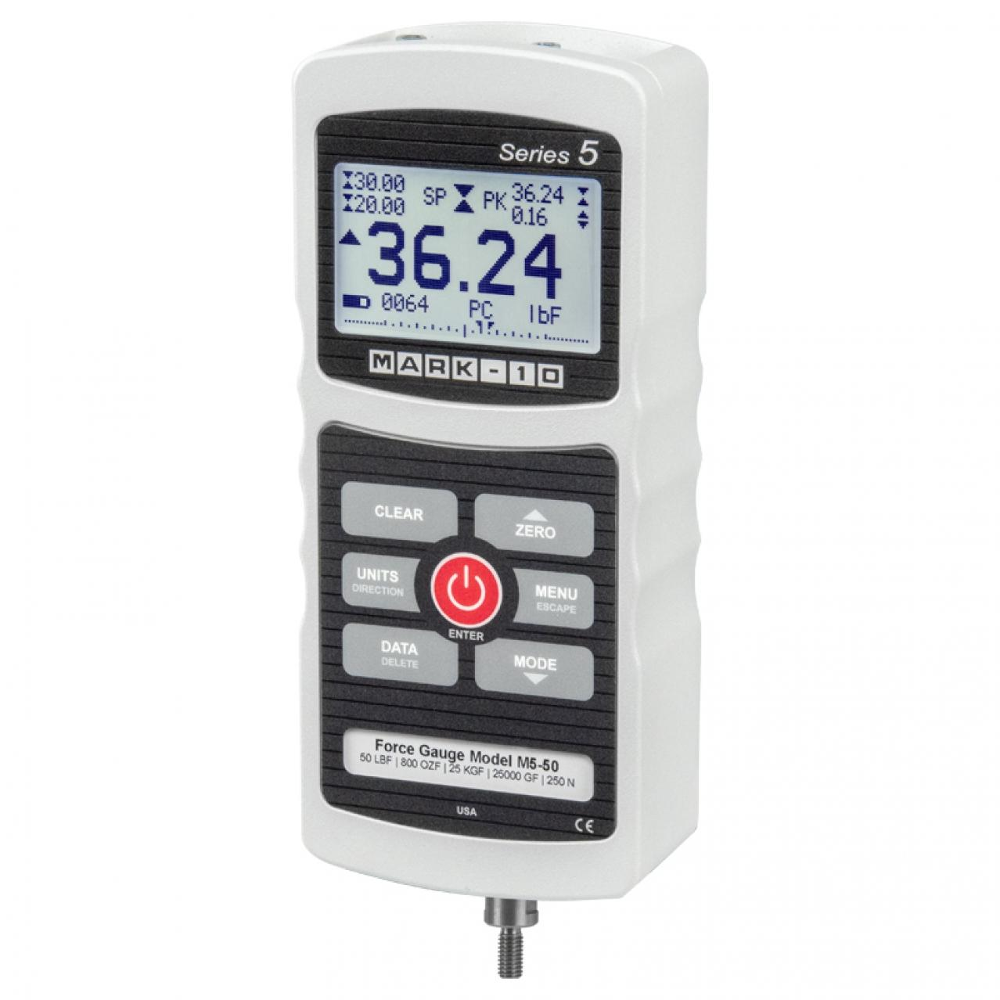 Series 5
30.00 SP PK 36.24
20.00 0.16
36.24
0064 PC lbF
MARK-10
CLEAR
ZERO
UNITS
DIRECTION
MENU
ESCAPE
ENTER
DATA
DELETE
MODE
Force Gauge Model M5-50
50 LBF | 800 OZF | 25 KGF | 25000 GF | 250 N
USA
CE